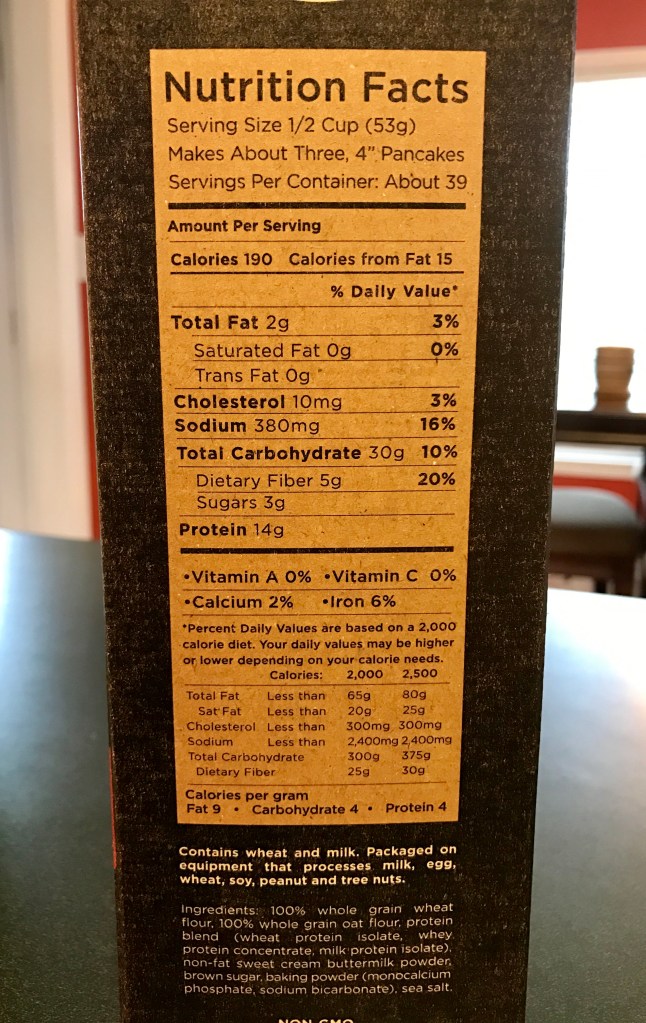 Nutrition Facts
Serving Size 1/2 Cup (53g)
Makes About Three, 4" Pancakes
Servings Per Container: About 39
Amount Per Serving
Calories 190 Calories from Fat 15
% Daily Value*
Total Fat 2g 3%
Saturated Fat 0g 0%
Trans Fat 0g
Cholesterol 10mg 3%
Sodium 380mg 16%
Total Carbohydrate 30g 10%
Dietary Fiber 5g 20%
Sugars 3g
Protein 14g
•Vitamin A 0% •Vitamin C 0%
•Calcium 2% •Iron 6%
*Percent Daily Values are based on a 2,000
calorie diet. Your daily values may be higher
or lower depending on your calorie needs.
Calories: 2,000 2,500
Total Fat Less than 65g 80g
Sat Fat Less than 20g 25g
Cholesterol Less than 300mg 300mg
Sodium Less than 2,400mg 2,400mg
Total Carbohydrate 300g 375g
Dietary Fiber 25g 30g
Calories per gram
Fat 9 • Carbohydrate 4 • Protein 4
Contains wheat and milk. Packaged on
equipment that processes milk, egg,
wheat, soy, peanut and tree nuts.
Ingredients: 100% whole grain wheat
flour, 100% whole grain oat flour, protein
blend (wheat protein isolate, whey
protein concentrate, milk protein isolate),
non-fat sweet cream buttermilk powder,
brown sugar, baking powder (monocalcium
phosphate, sodium bicarbonate), sea salt.
NON GMO